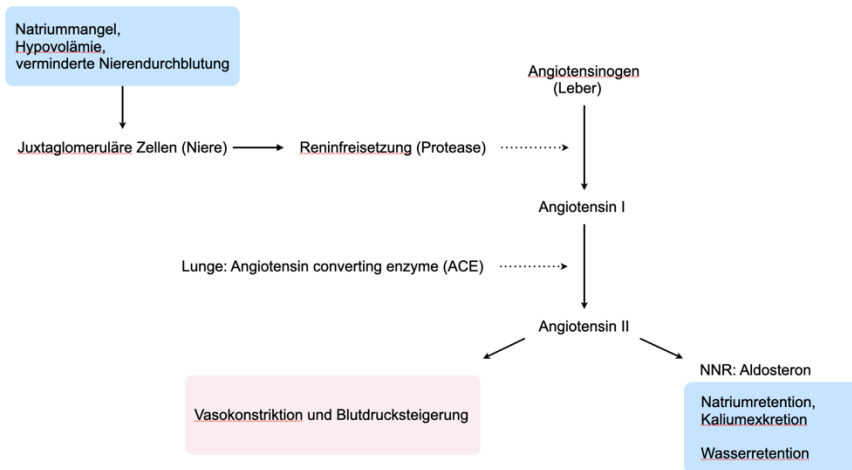 Natriummangel,
Hypovolämie,
verminderte Nierendurchblutung
Angiotensinogen
(Leber)
Juxtaglomeruläre Zellen (Niere)
Reninfreisetzung (Protease)
Angiotensin I
Lunge: Angiotensin converting enzyme (ACE)
Angiotensin II
NNR: Aldosteron
Vasokonstriktion und Blutdrucksteigerung
Natriumretention,
Kaliumexkretion
Wasserretention